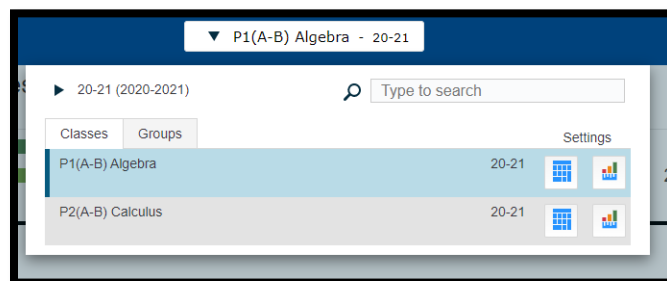 ▼ P1(A-B) Algebra - 20-21
▶ 20-21 (2020-2021)
Type to search
Classes Groups Settings
P1(A-B) Algebra 20-21
P2(A-B) Calculus 20-21